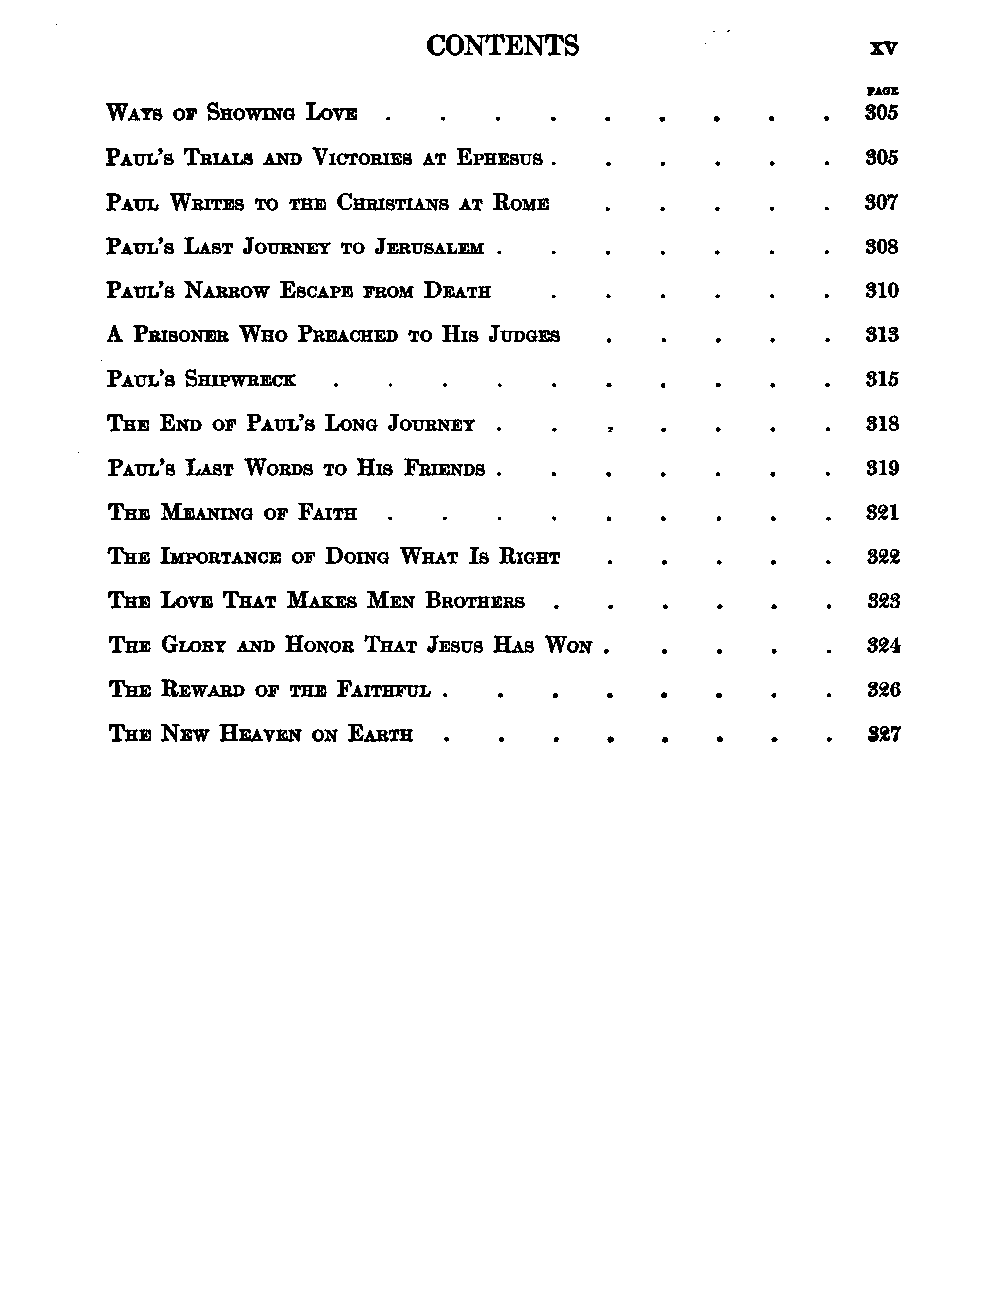 CONTENTS xv
PAGE
Ways of Showing Love . . . . . . . . . 305
Paul's Trials and Victories at Ephesus . . . . . . 305
Paul Writes to the Christians at Rome . . . . . 307
Paul's Last Journey to Jerusalem . . . . . . . 308
Paul's Narrow Escape from Death . . . . . . 310
A Prisoner Who Preached to His Judges . . . . . 313
Paul's Shipwreck . . . . . . . . . . 315
The End of Paul's Long Journey . . . . . . . 318
Paul's Last Words to His Friends . . . . . . . 319
The Meaning of Faith . . . . . . . . . 321
The Importance of Doing What Is Right . . . . . 322
The Love That Makes Men Brothers . . . . . . 323
The Glory and Honor That Jesus Has Won . . . . . 324
The Reward of the Faithful . . . . . . . . 326
The New Heaven on Earth . . . . . . . . 327